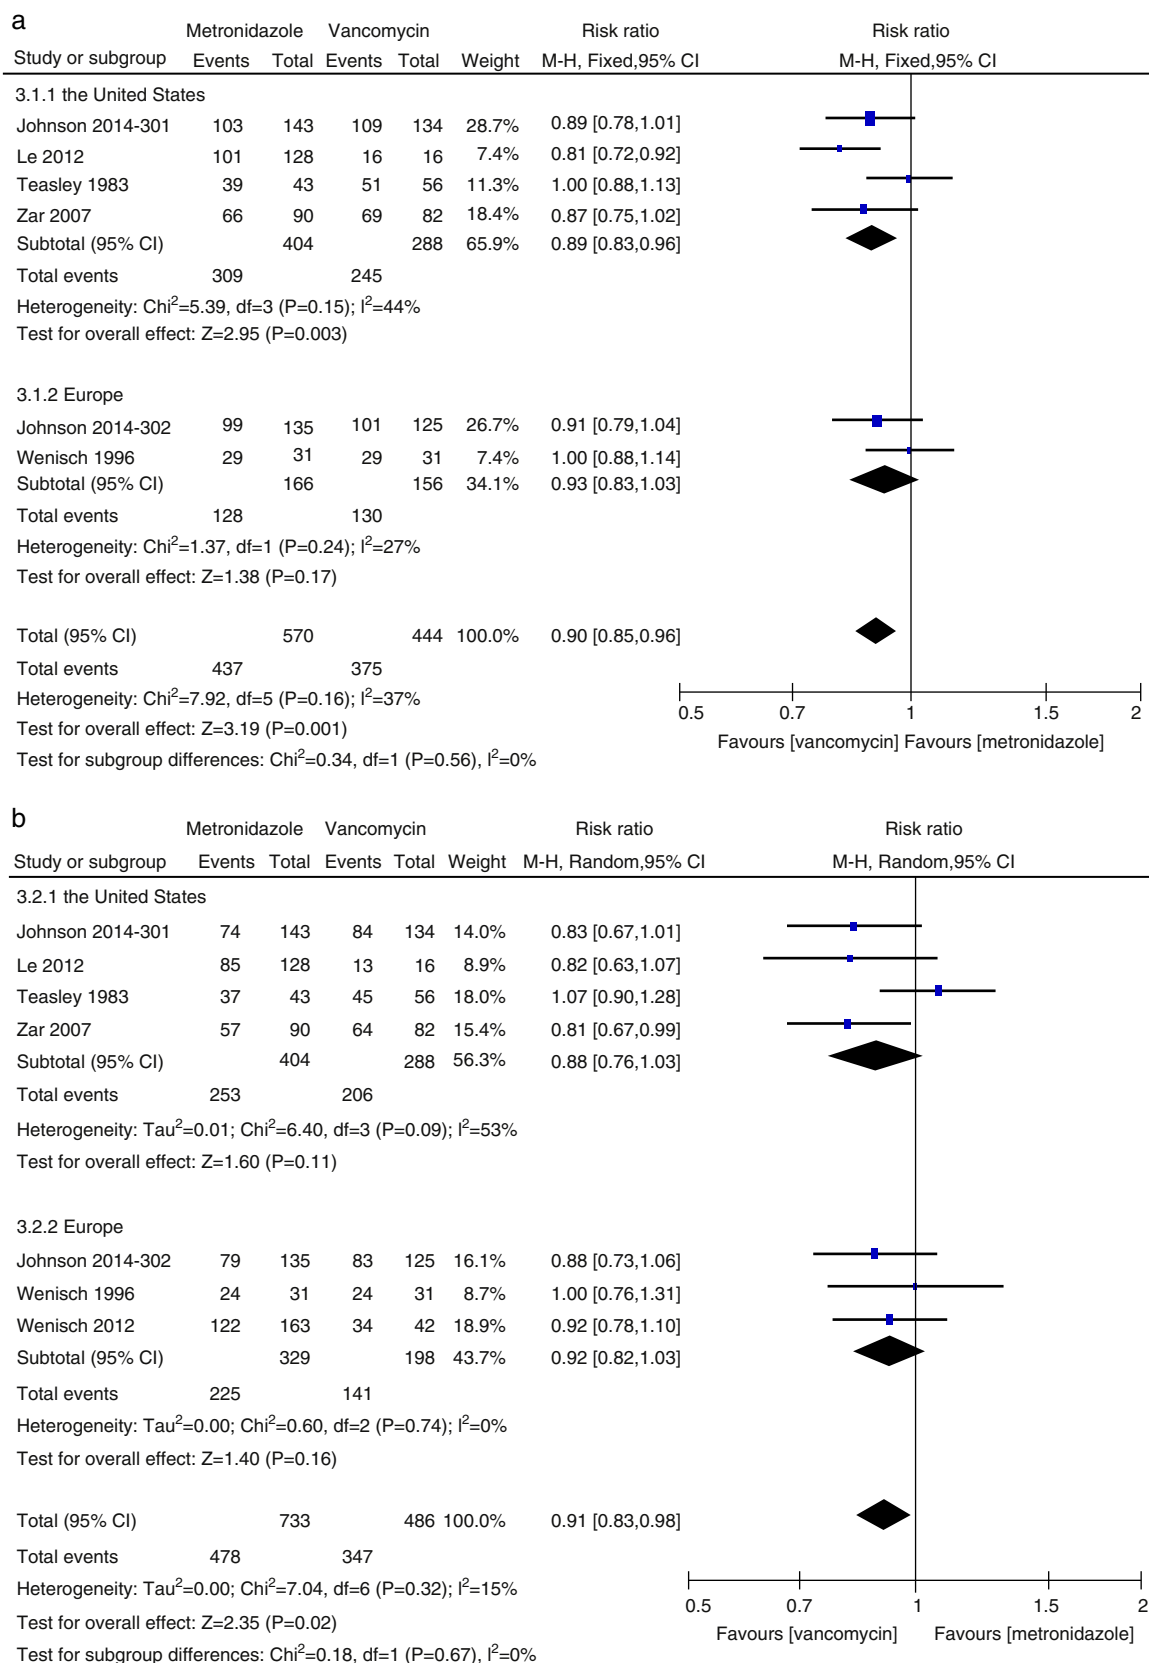 a
Metronidazole Vancomycin Risk ratio Risk ratio
Study or subgroup Events Total Events Total Weight M-H, Fixed,95% CI M-H, Fixed,95% CI
3.1.1 the United States
Johnson 2014-301 103 143 109 134 28.7% 0.89 [0.78,1.01]
Le 2012 101 128 16 16 7.4% 0.81 [0.72,0.92]
Teasley 1983 39 43 51 56 11.3% 1.00 [0.88,1.13]
Zar 2007 66 90 69 82 18.4% 0.87 [0.75,1.02]
Subtotal (95% CI) 404 288 65.9% 0.89 [0.83,0.96]
Total events 309 245
Heterogeneity: Chi²=5.39, df=3 (P=0.15); I²=44%
Test for overall effect: Z=2.95 (P=0.003)
3.1.2 Europe
Johnson 2014-302 99 135 101 125 26.7% 0.91 [0.79,1.04]
Wenisch 1996 29 31 29 31 7.4% 1.00 [0.88,1.14]
Subtotal (95% CI) 166 156 34.1% 0.93 [0.83,1.03]
Total events 128 130
Heterogeneity: Chi²=1.37, df=1 (P=0.24); I²=27%
Test for overall effect: Z=1.38 (P=0.17)
Total (95% CI) 570 444 100.0% 0.90 [0.85,0.96]
Total events 437 375
Heterogeneity: Chi²=7.92, df=5 (P=0.16); I²=37%
Test for overall effect: Z=3.19 (P=0.001)
Test for subgroup differences: Chi²=0.34, df=1 (P=0.56), I²=0%
0.5 0.7 1 1.5 2
Favours [vancomycin] Favours [metronidazole]
b
Metronidazole Vancomycin Risk ratio Risk ratio
Study or subgroup Events Total Events Total Weight M-H, Random,95% CI M-H, Random,95% CI
3.2.1 the United States
Johnson 2014-301 74 143 84 134 14.0% 0.83 [0.67,1.01]
Le 2012 85 128 13 16 8.9% 0.82 [0.63,1.07]
Teasley 1983 37 43 45 56 18.0% 1.07 [0.90,1.28]
Zar 2007 57 90 64 82 15.4% 0.81 [0.67,0.99]
Subtotal (95% CI) 404 288 56.3% 0.88 [0.76,1.03]
Total events 253 206
Heterogeneity: Tau²=0.01; Chi²=6.40, df=3 (P=0.09); I²=53%
Test for overall effect: Z=1.60 (P=0.11)
3.2.2 Europe
Johnson 2014-302 79 135 83 125 16.1% 0.88 [0.73,1.06]
Wenisch 1996 24 31 24 31 8.7% 1.00 [0.76,1.31]
Wenisch 2012 122 163 34 42 18.9% 0.92 [0.78,1.10]
Subtotal (95% CI) 329 198 43.7% 0.92 [0.82,1.03]
Total events 225 141
Heterogeneity: Tau²=0.00; Chi²=0.60, df=2 (P=0.74); I²=0%
Test for overall effect: Z=1.40 (P=0.16)
Total (95% CI) 733 486 100.0% 0.91 [0.83,0.98]
Total events 478 347
Heterogeneity: Tau²=0.00; Chi²=7.04, df=6 (P=0.32); I²=15%
Test for overall effect: Z=2.35 (P=0.02)
Test for subgroup differences: Chi²=0.18, df=1 (P=0.67), I²=0%
0.5 0.7 1 1.5 2
Favours [vancomycin] Favours [metronidazole]